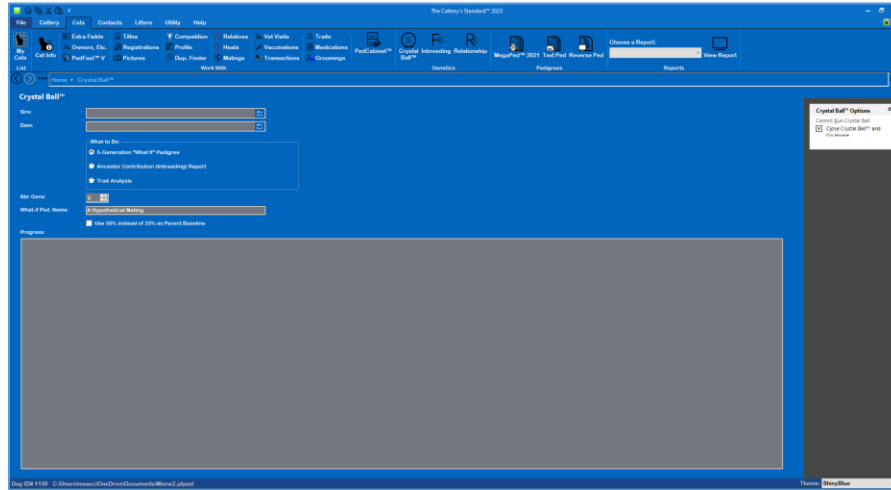 The Cattery's Standard™ 2023
File Cattery Cats Contacts Litters Utility Help
My Cats
Cat Info
Extra Fields Titles Competition Relatives Vet Visits Traits
Owners, Etc. Registrations Profile Heats Vaccinations Medications
PedFast™ V Pictures Dup. Finder Matings Transactions Groomings
PedCabinet™
Crystal Ball™ Inbreeding Relationship
MegaPed™ 2021 Test Ped Reverse Ped
Choose a Report:
View Report
List Work With Genetics Pedigrees Reports
Home Crystal Ball™
Crystal Ball™
Sire:
Dam:
What to Do:
5-Generation "What If" Pedigree
Ancestor Contribution (Inbreeding) Report
Trait Analysis
Nbr Gens: 5
What-if Ped. Name: A Hypothetical Mating
Use 50% instead of 25% as Parent Baseline
Progress:
Crystal Ball™ Options
Cannot Run Crystal Ball
Close Crystal Ball™ and
Go Home
Dog ID# 1139 C:\Users\msacc\OneDrive\Documents\Meow2.plped
Theme: ShinyBlue